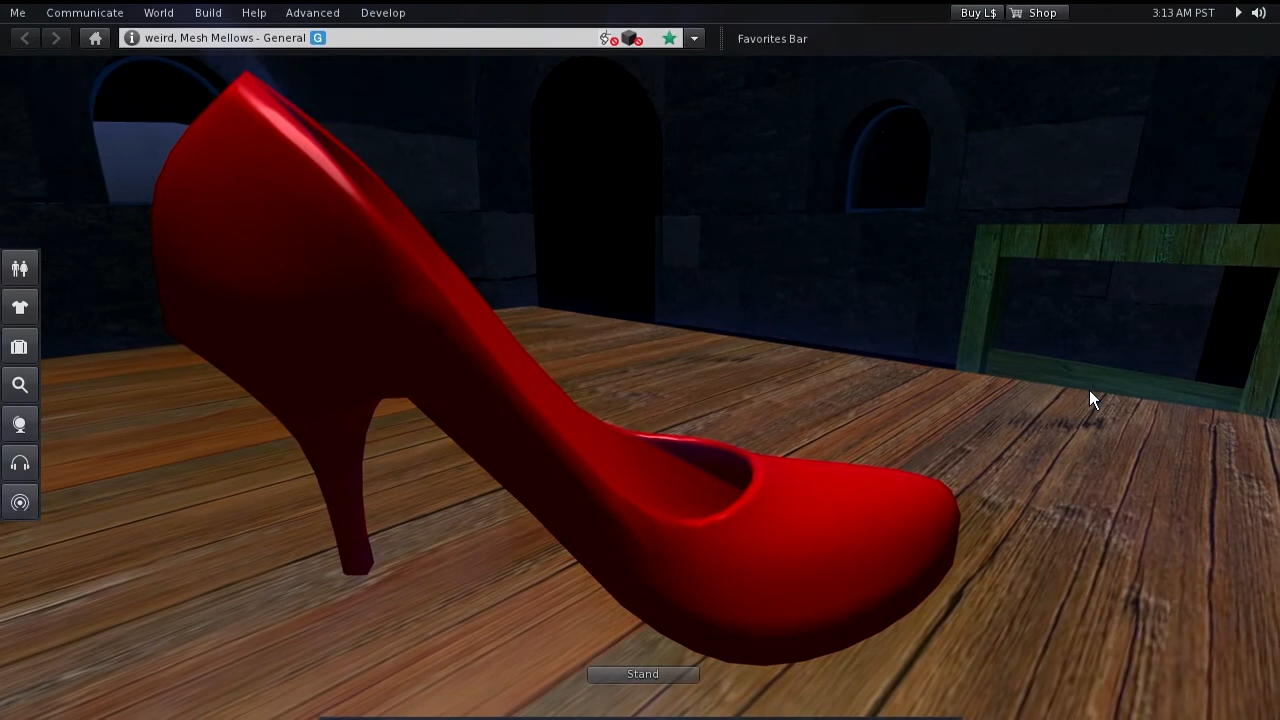 Me Communicate World Build Help Advanced Develop Buy L$ Shop 3:13 AM PST
weird, Mesh Mellows - General G Favorites Bar
Stand